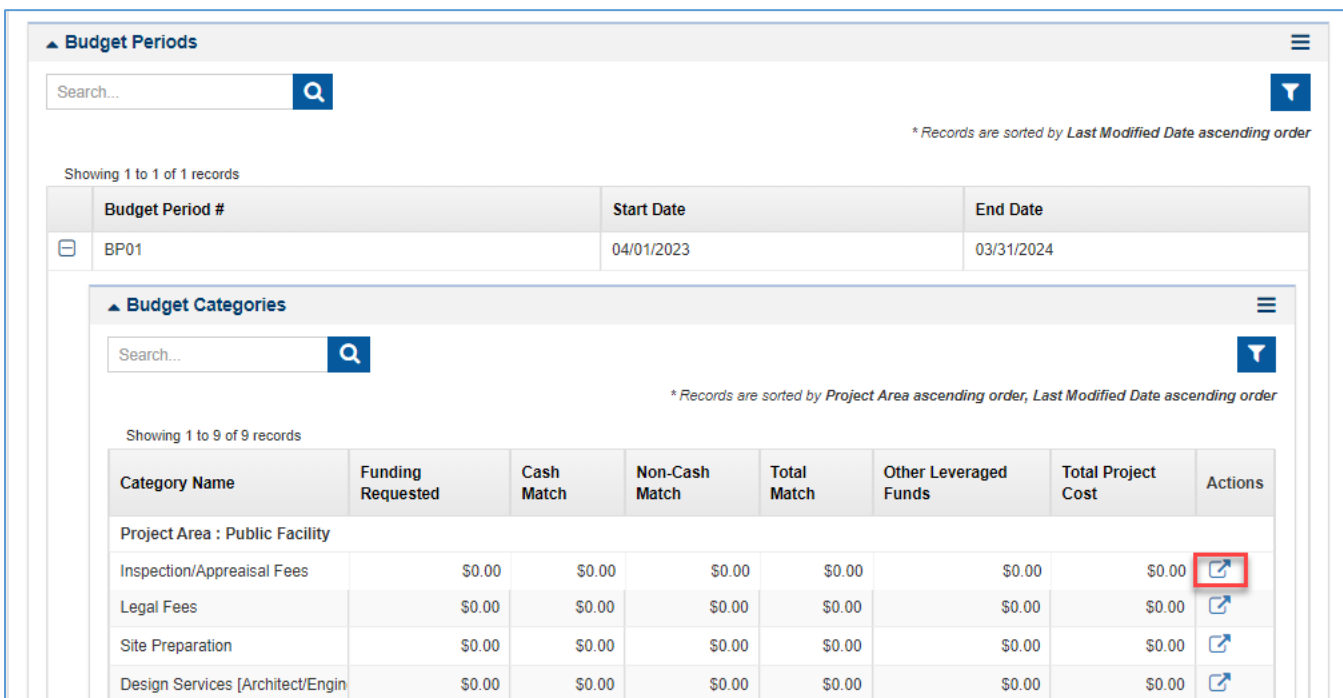 Budget Periods
Search...
* Records are sorted by Last Modified Date ascending order
Showing 1 to 1 of 1 records
Budget Period # Start Date End Date
BP01 04/01/2023 03/31/2024
Budget Categories
Search...
* Records are sorted by Project Area ascending order, Last Modified Date ascending order
Showing 1 to 9 of 9 records
Category Name Funding Requested Cash Match Non-Cash Match Total Match Other Leveraged Funds Total Project Cost Actions
Project Area : Public Facility
Inspection/Appreaisal Fees $0.00 $0.00 $0.00 $0.00 $0.00 $0.00
Legal Fees $0.00 $0.00 $0.00 $0.00 $0.00 $0.00
Site Preparation $0.00 $0.00 $0.00 $0.00 $0.00 $0.00
Design Services [Architect/Engin $0.00 $0.00 $0.00 $0.00 $0.00 $0.00